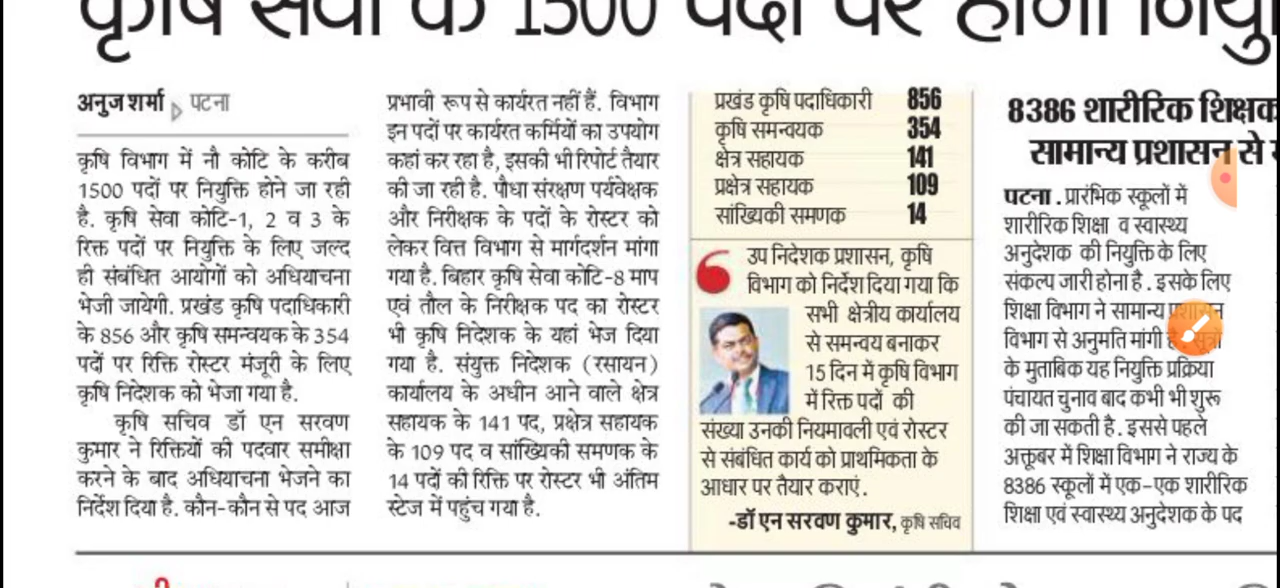 कृषि सेवा के 1500 पदों पर होगी
अनुज शर्मा ▷ पटना
कृषि विभाग में नौ कोटि के करीब
1500 पदों पर नियुक्ति होने जा रही
है. कृषि सेवा कोटि-1, 2 व 3 के
रिक्त पदों पर नियुक्ति के लिए जल्द
ही संबंधित आयोगों को अधियाचना
भेजी जायेगी. प्रखंड कृषि पदाधिकारी
के 856 और कृषि समन्वयक के 354
पदों पर रिक्ति रोस्टर मंजूरी के लिए
कृषि निदेशक को भेजा गया है.
कृषि सचिव डॉ एन सरवण
कुमार ने रिक्तियों की पदवार समीक्षा
करने के बाद अधियाचना भेजने का
निर्देश दिया है. कौन-कौन से पद आज
प्रभावी रूप से कार्यरत नहीं हैं. विभाग
इन पदों पर कार्यरत कर्मियों का उपयोग
कहां कर रहा है, इसकी भी रिपोर्ट तैयार
की जा रही है. पौधा संरक्षण पर्यवेक्षक
और निरीक्षक के पदों के रोस्टर को
लेकर वित्त विभाग से मार्गदर्शन मांगा
गया है. बिहार कृषि सेवा कोटि-8 माप
एवं तौल के निरीक्षक पद का रोस्टर
भी कृषि निदेशक के यहां भेज दिया
गया है. संयुक्त निदेशक (रसायन)
कार्यालय के अधीन आने वाले क्षेत्र
सहायक के 141 पद, प्रक्षेत्र सहायक
के 109 पद व सांख्यिकी समणक के
14 पदों की रिक्ति पर रोस्टर भी अंतिम
स्टेज में पहुंच गया है.
प्रखंड कृषि पदाधिकारी 856
कृषि समन्वयक 354
क्षेत्र सहायक 141
प्रक्षेत्र सहायक 109
सांख्यिकी समणक 14
उप निदेशक प्रशासन, कृषि
विभाग को निर्देश दिया गया कि
सभी क्षेत्रीय कार्यालय
से समन्वय बनाकर
15 दिन में कृषि विभाग
में रिक्त पदों की
संख्या उनकी नियमावली एवं रोस्टर
से संबंधित कार्य को प्राथमिकता के
आधार पर तैयार कराएं.
-डॉ एन सरवण कुमार, कृषि सचिव
8386 शारीरिक शिक्षक
सामान्य प्रशासन से
पटना. प्रारंभिक स्कूलों में
शारीरिक शिक्षा व स्वास्थ्य
अनुदेशक की नियुक्ति के लिए
संकल्प जारी होना है. इसके लिए
शिक्षा विभाग ने सामान्य प्रशासन
विभाग से अनुमति मांगी है. सूत्रों
के मुताबिक यह नियुक्ति प्रक्रिया
पंचायत चुनाव बाद कभी भी शुरू
की जा सकती है. इससे पहले
अक्तूबर में शिक्षा विभाग ने राज्य के
8386 स्कूलों में एक-एक शारीरिक
शिक्षा एवं स्वास्थ्य अनुदेशक के पद